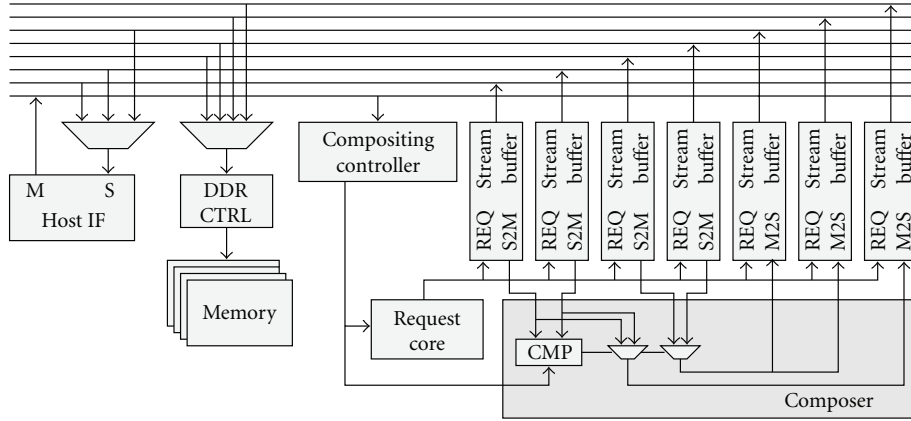 Compositing
controller
M S
Host IF
DDR
CTRL
Memory
Request
core
REQ Stream
S2M buffer
REQ Stream
S2M buffer
REQ Stream
S2M buffer
REQ Stream
S2M buffer
REQ Stream
M2S buffer
REQ Stream
M2S buffer
REQ Stream
M2S buffer
CMP
Composer